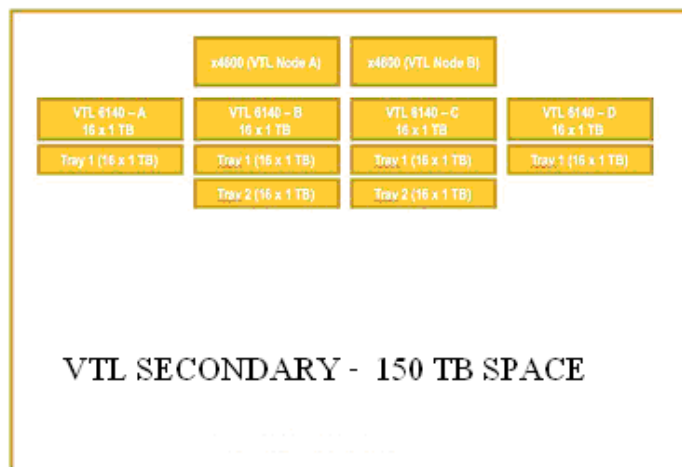 x4600 (VTL Node A) x4600 (VTL Node B)
VTL 6140 – A VTL 6140 – B VTL 6140 – C VTL 6140 – D
16 x 1 TB 16 x 1 TB 16 x 1 TB 16 x 1 TB
Tray 1 (16 x 1 TB) Tray 1 (16 x 1 TB) Tray 1 (16 x 1 TB) Tray 1 (16 x 1 TB)
Tray 2 (16 x 1 TB) Tray 2 (16 x 1 TB)
VTL SECONDARY - 150 TB SPACE